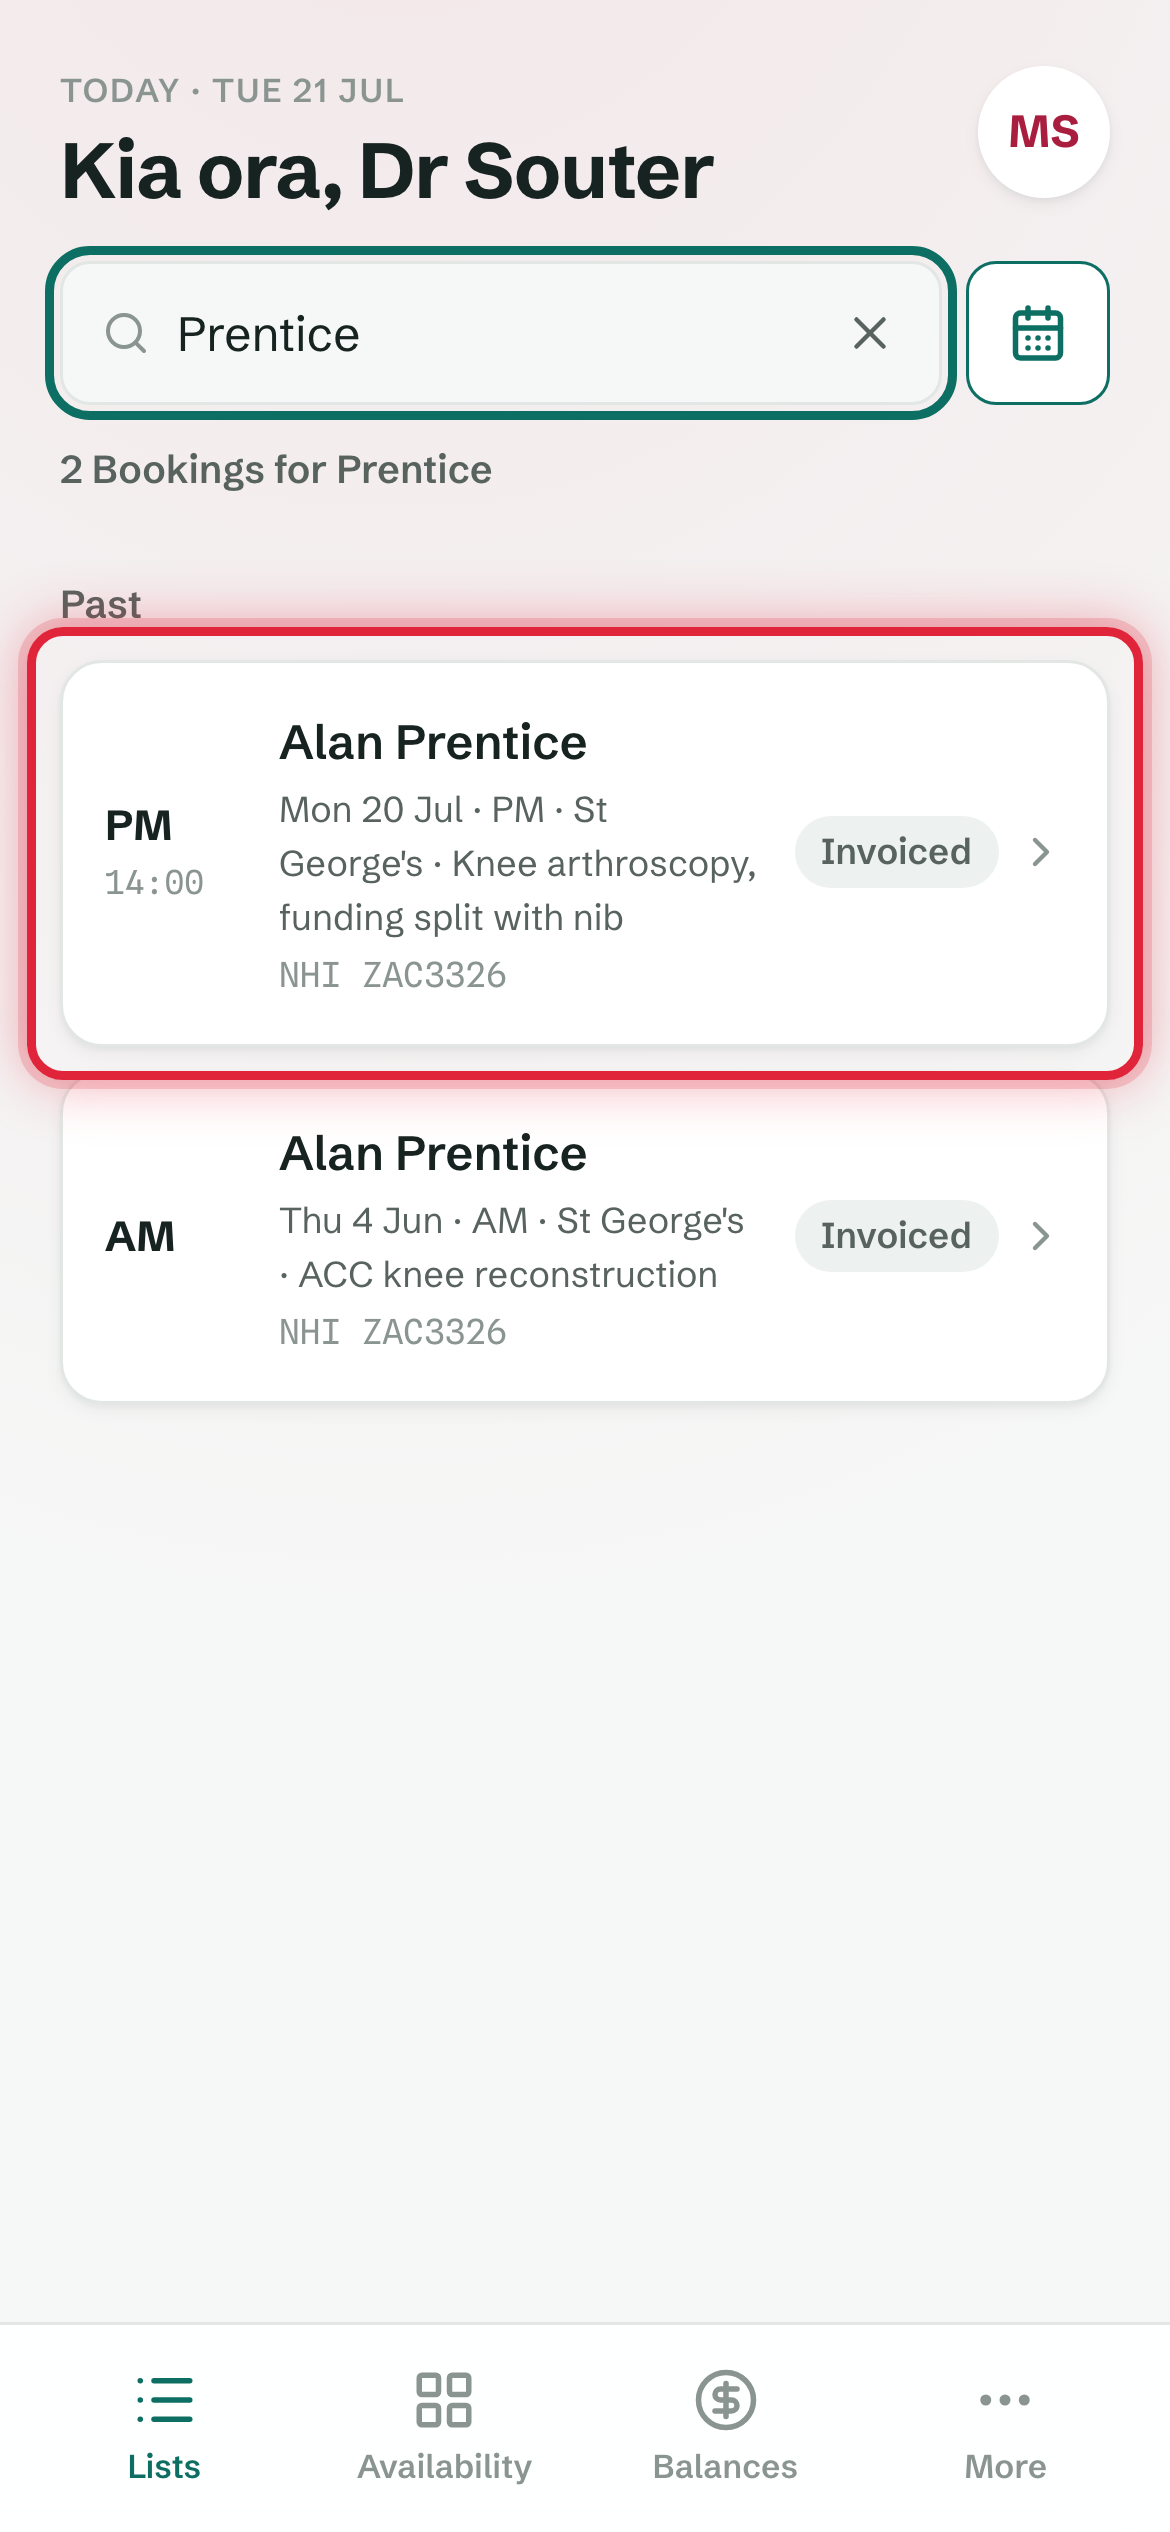 TODAY · TUE 21 JUL
Kia ora, Dr Souter
MS
Prentice
2 Bookings for Prentice
Past
Alan Prentice
PM
14:00
Mon 20 Jul · PM · St
George's · Knee arthroscopy,
funding split with nib
NHI ZAC3326
Invoiced
Alan Prentice
AM
Thu 4 Jun · AM · St George's
· ACC knee reconstruction
NHI ZAC3326
Invoiced
Lists
Availability
Balances
More